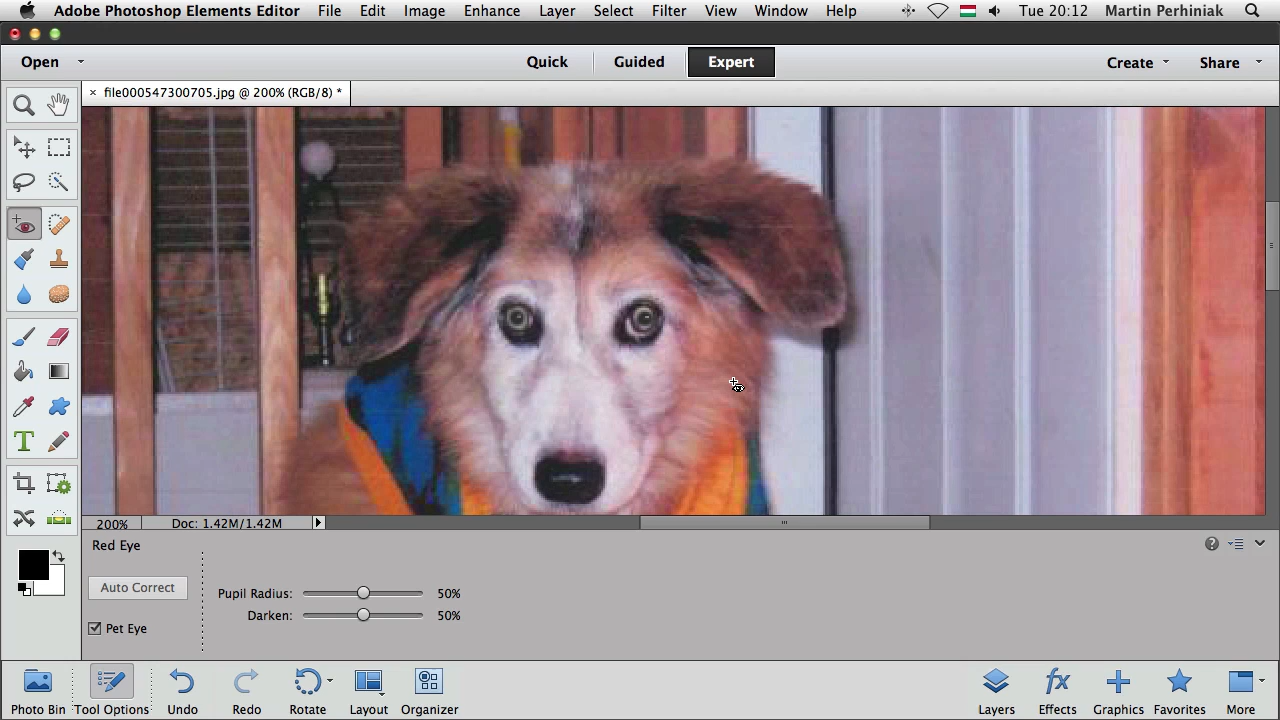 Adobe Photoshop Elements Editor File Edit Image Enhance Layer Select Filter View Window Help Tue 20:12 Martin Perhiniak
Open Quick Guided Expert Create Share
× file000547300705.jpg @ 200% (RGB/8) *
200% Doc: 1.42M/1.42M
Red Eye
Auto Correct
Pupil Radius: 50%
Darken: 50%
Pet Eye
Photo Bin Tool Options Undo Redo Rotate Layout Organizer Layers Effects Graphics Favorites More